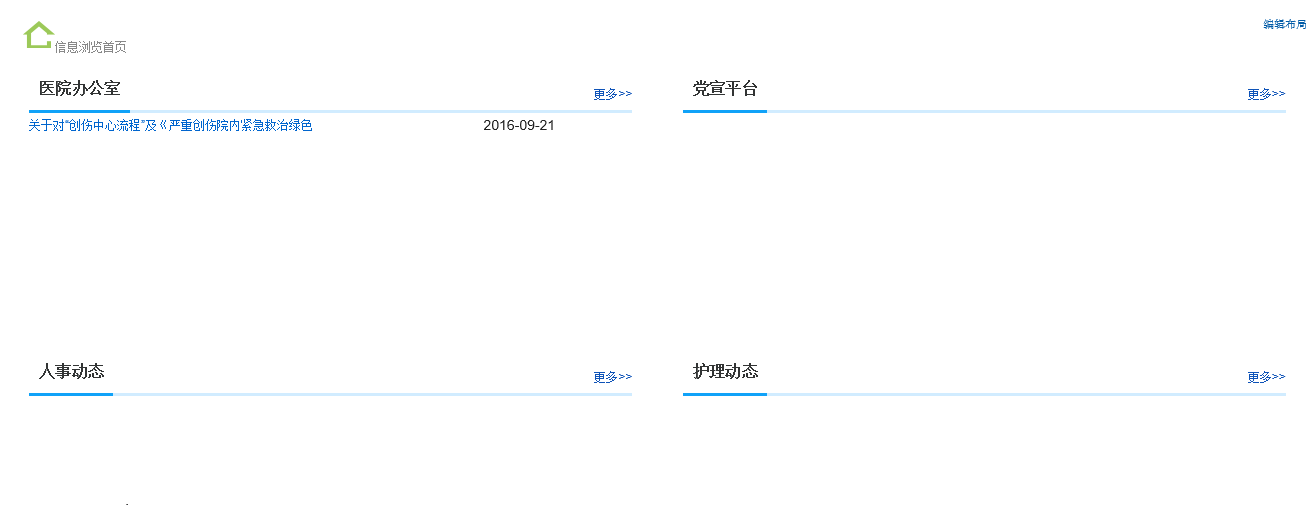 编辑布局
信息浏览首页
医院办公室
更多>>
关于对"创伤中心流程"及《严重创伤院内紧急救治绿色
2016-09-21
党宣平台
更多>>
人事动态
更多>>
护理动态
更多>>